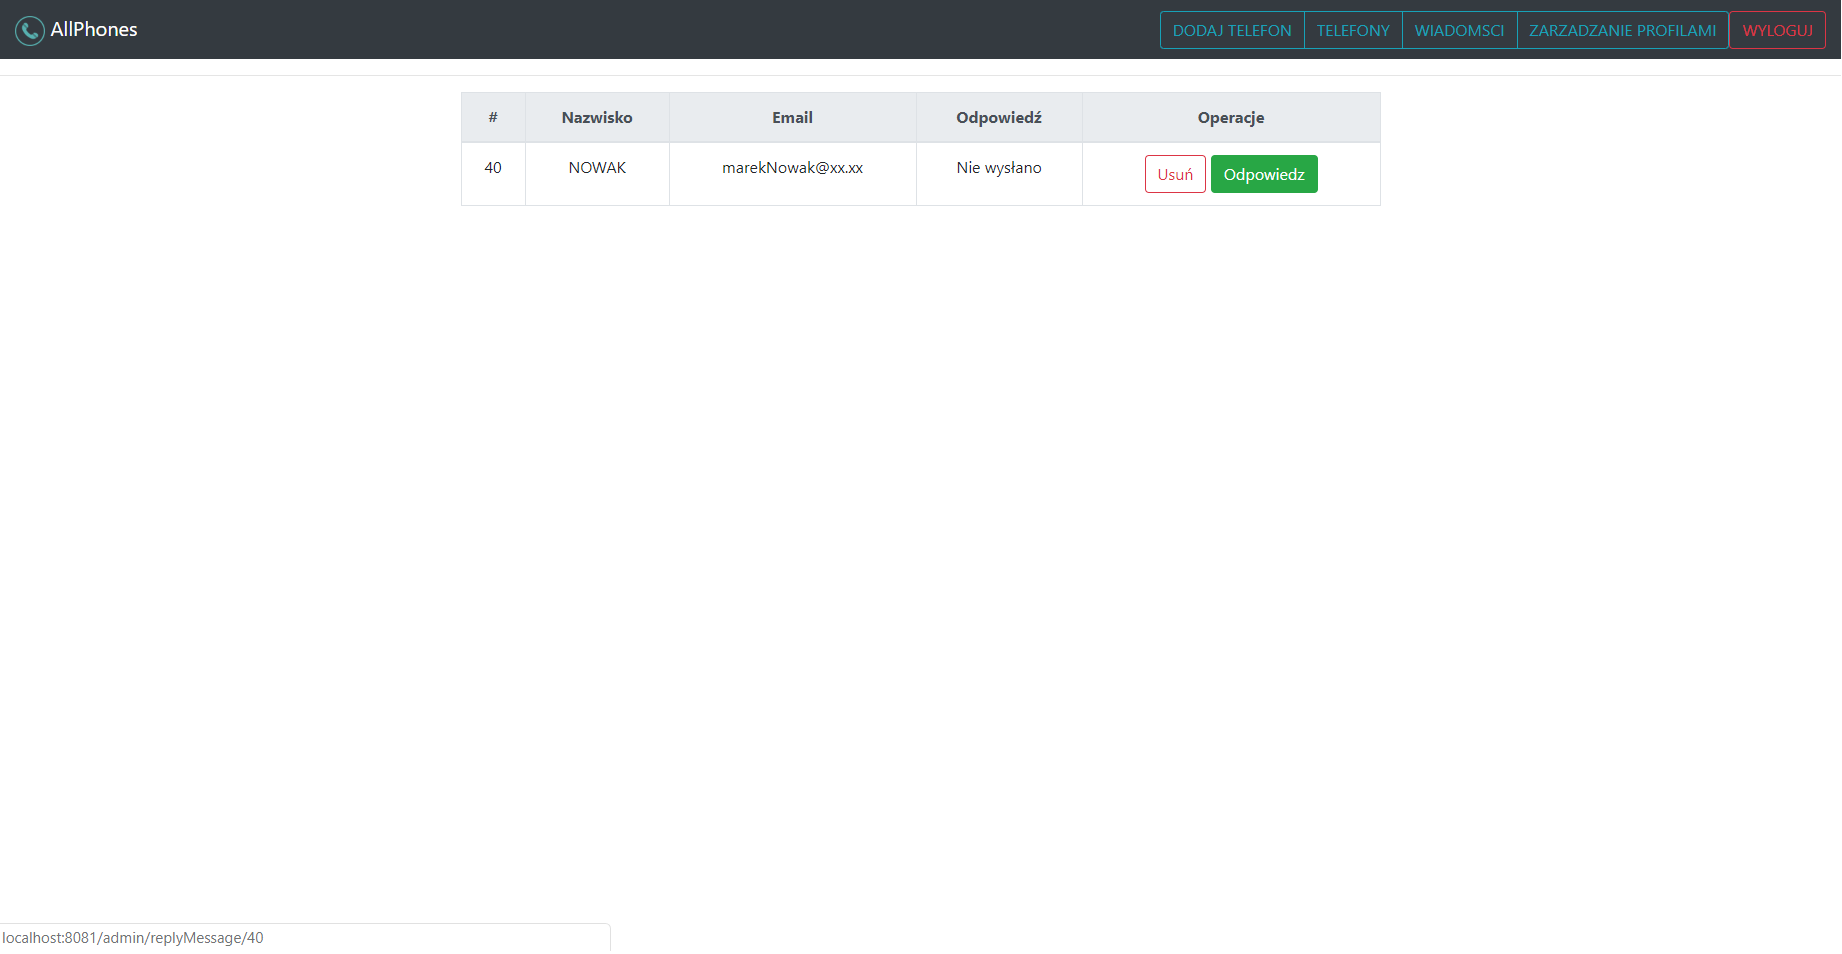 AllPhones DODAJ TELEFON TELEFONY WIADOMSCI ZARZADZANIE PROFILAMI WYLOGUJ
# Nazwisko Email Odpowiedź Operacje
40 NOWAK marekNowak@xx.xx Nie wysłano Usuń Odpowiedz
localhost:8081/admin/replyMessage/40